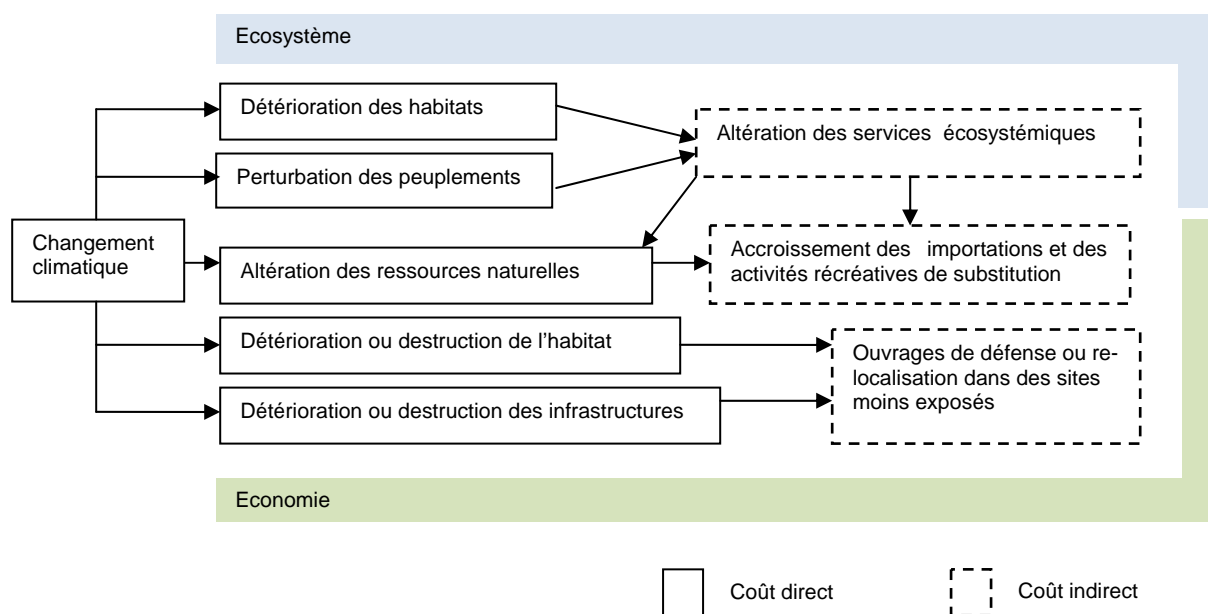 Ecosystème
Détérioration des habitats
Altération des services écosystémiques
Perturbation des peuplements
Changement
climatique
Altération des ressources naturelles
Accroissement des importations et des
activités récréatives de substitution
Détérioration ou destruction de l'habitat
Ouvrages de défense ou re-
localisation dans des sites
moins exposés
Détérioration ou destruction des infrastructures
Economie
Coût direct
Coût indirect